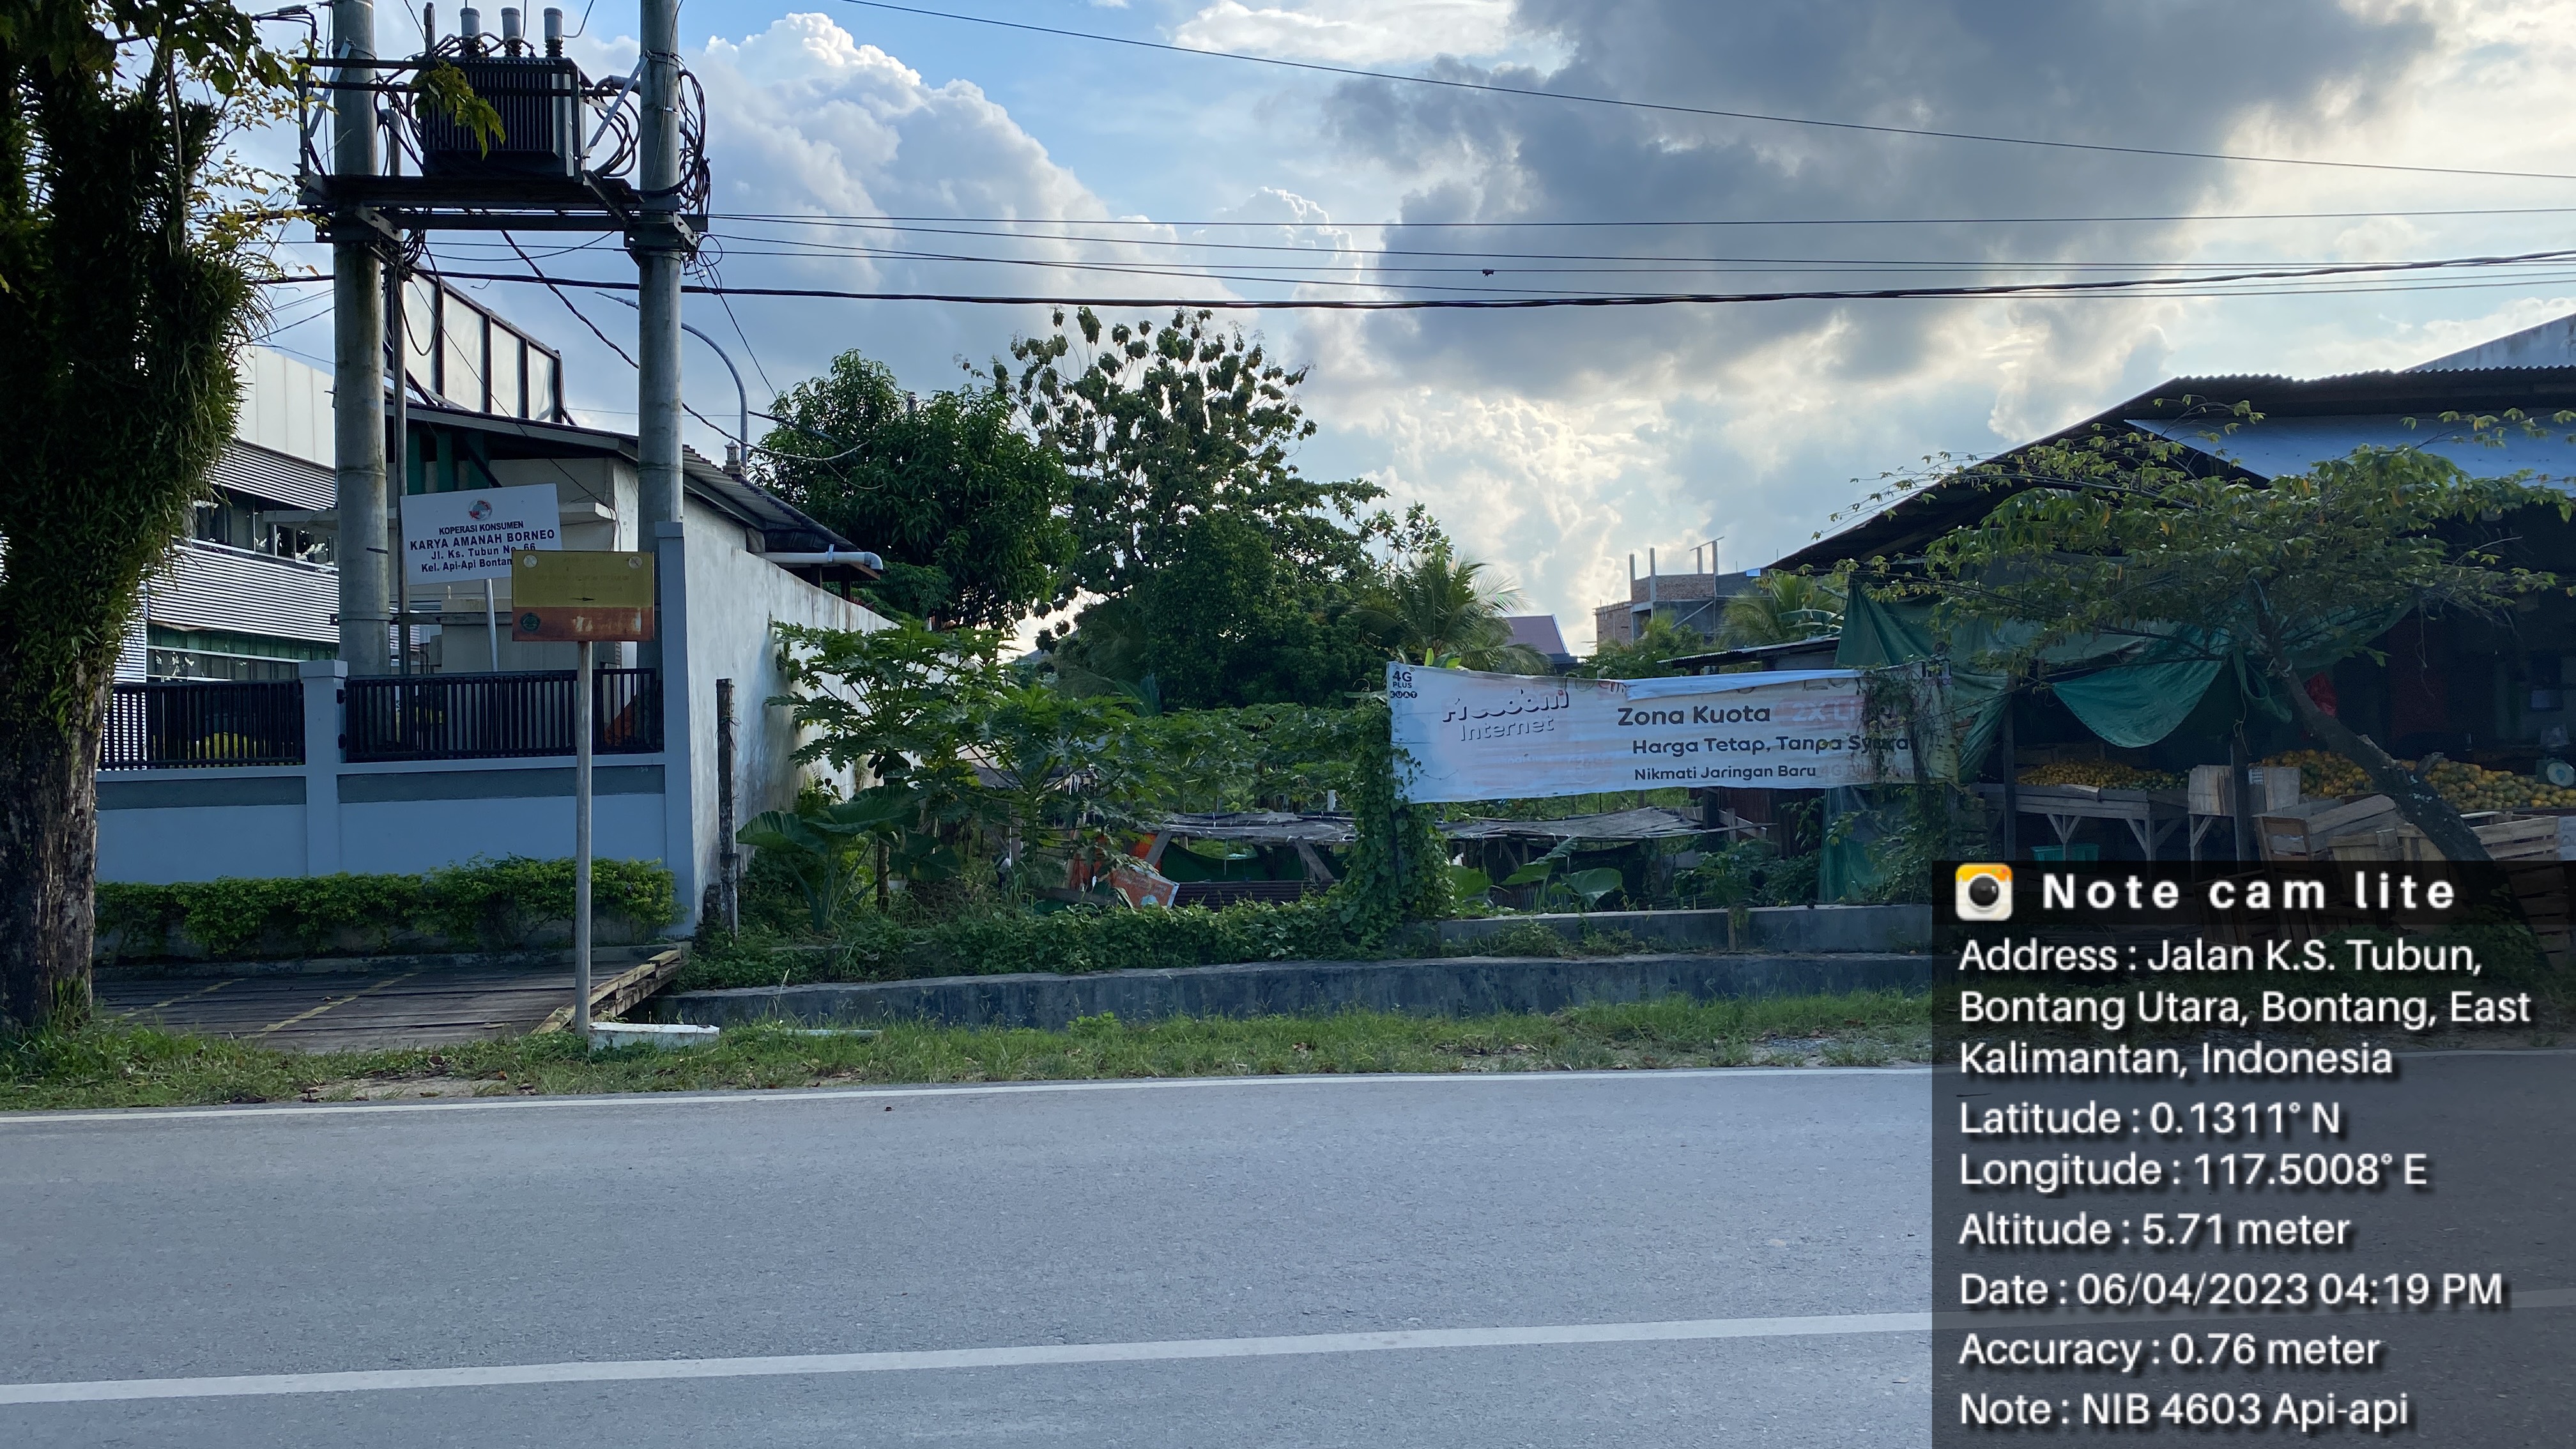 KOPERASI KONSUMEN
KARYA AMANAH BORNEO
Jl. Ks. Tubun No. 66
Kel. Api-Api
4G
PLUS
KUAT
Internet
Zona Kuota
Harga Tetap, Tanpa
Nikmati Jaringan Baru
Note cam lite
Address : Jalan K.S. Tubun,
Bontang Utara, Bontang, East
Kalimantan, Indonesia
Latitude : 0.1311° N
Longitude : 117.5008° E
Altitude : 5.71 meter
Date : 06/04/2023 04:19 PM
Accuracy : 0.76 meter
Note : NIB 4603 Api-api